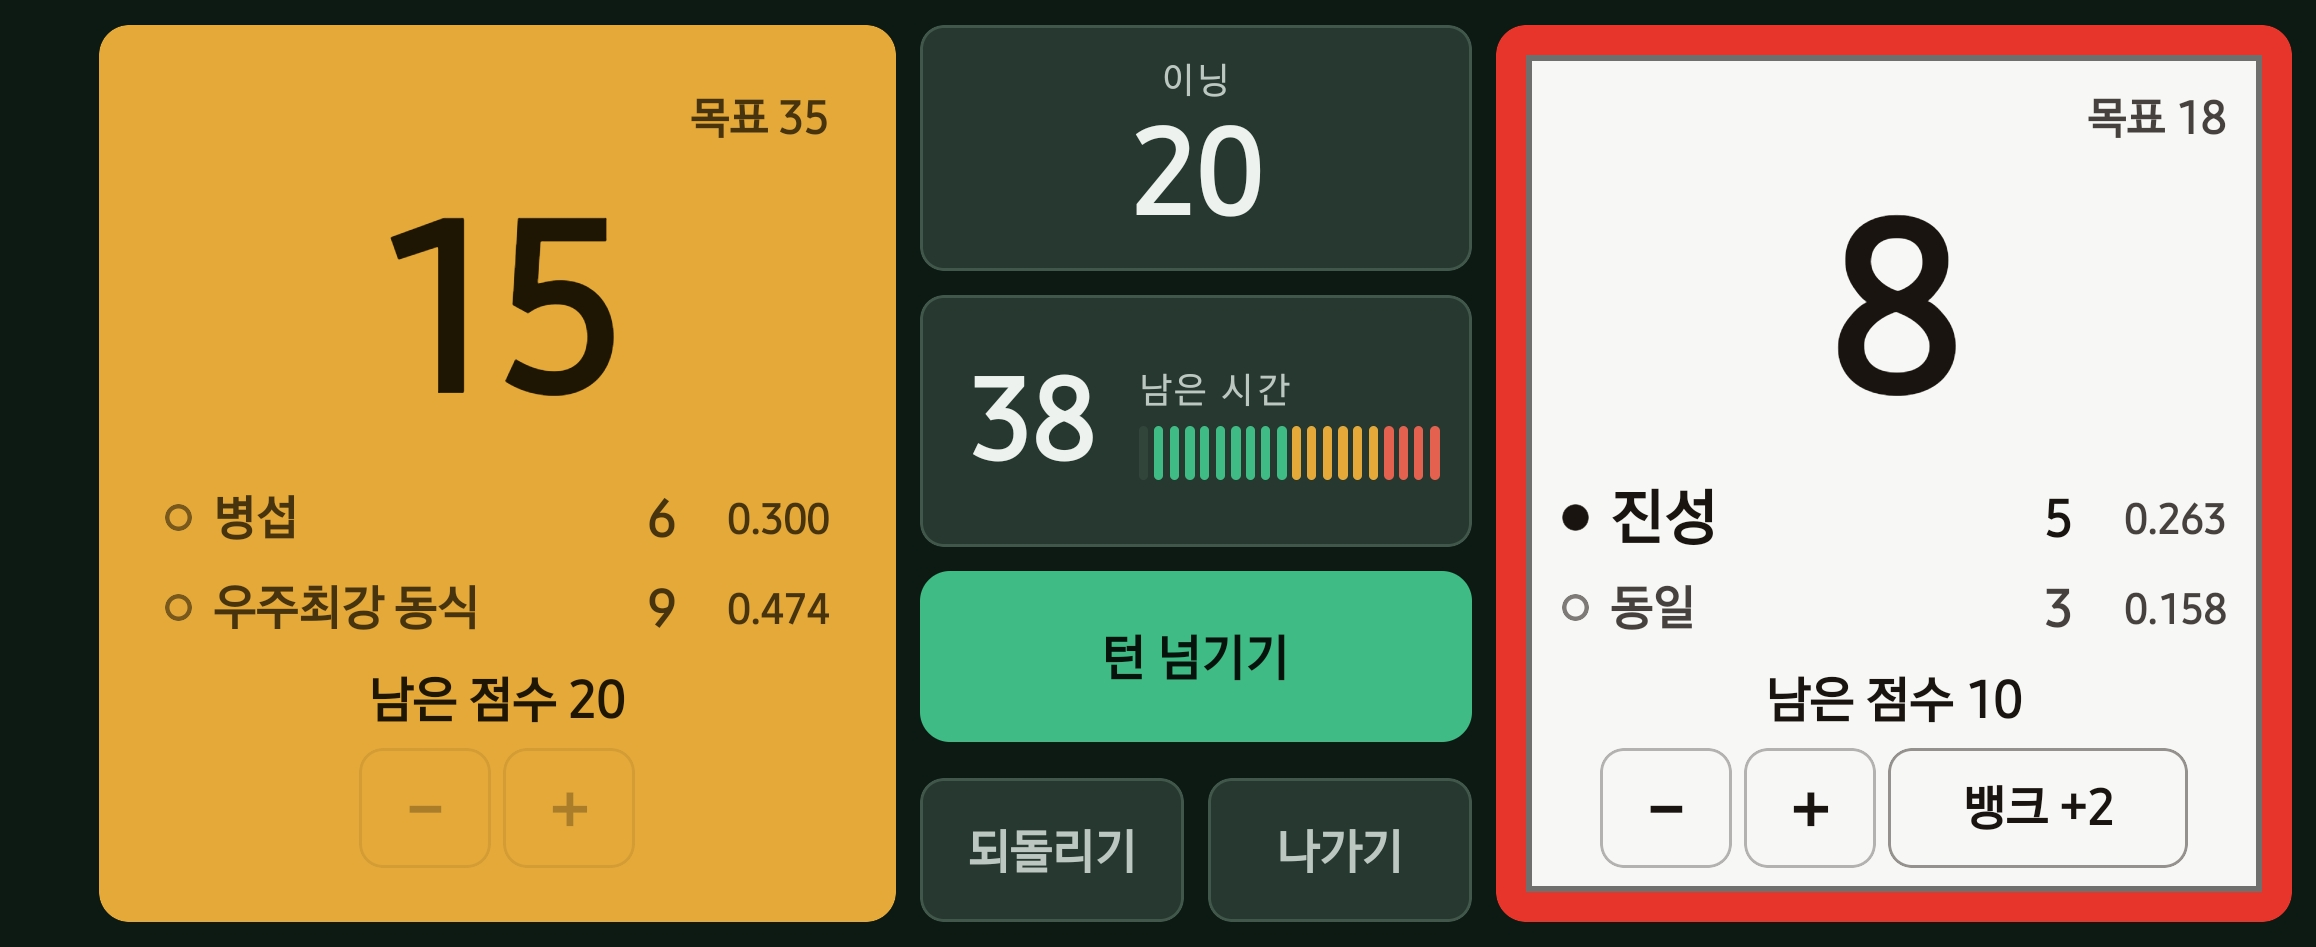 목표 35
15
병섭 6 0.300
우주최강 동식 9 0.474
남은 점수 20
− +
이닝
20
38 남은 시간
턴 넘기기
되돌리기 나가기
목표 18
8
진성 5 0.263
동일 3 0.158
남은 점수 10
− + 뱅크 +2